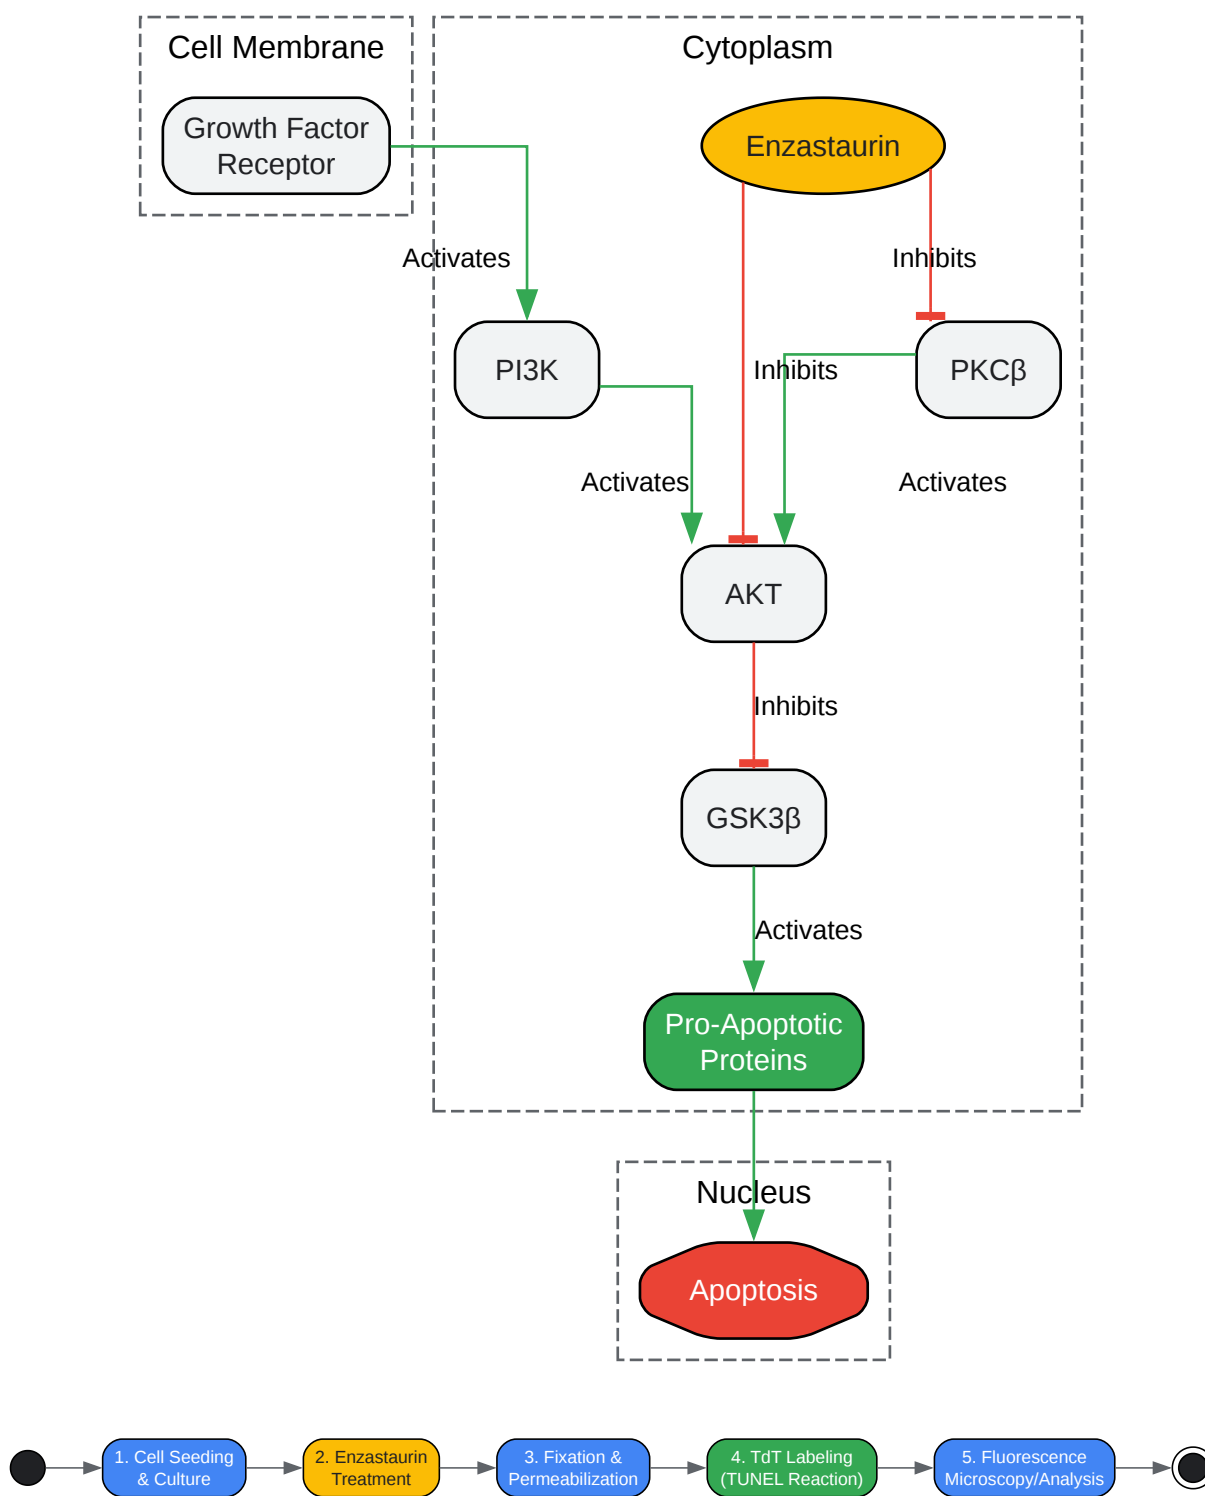 Cell Membrane
Cytoplasm
Growth Factor
Receptor
Enzastaurin
Activates
Inhibits
PI3K
Inhibits
PKCβ
Activates
Activates
AKT
Inhibits
GSK3β
Activates
Pro-Apoptotic
Proteins
Nucleus
Apoptosis
1. Cell Seeding
& Culture
2. Enzastaurin
Treatment
3. Fixation &
Permeabilization
4. TdT Labeling
(TUNEL Reaction)
5. Fluorescence
Microscopy/Analysis